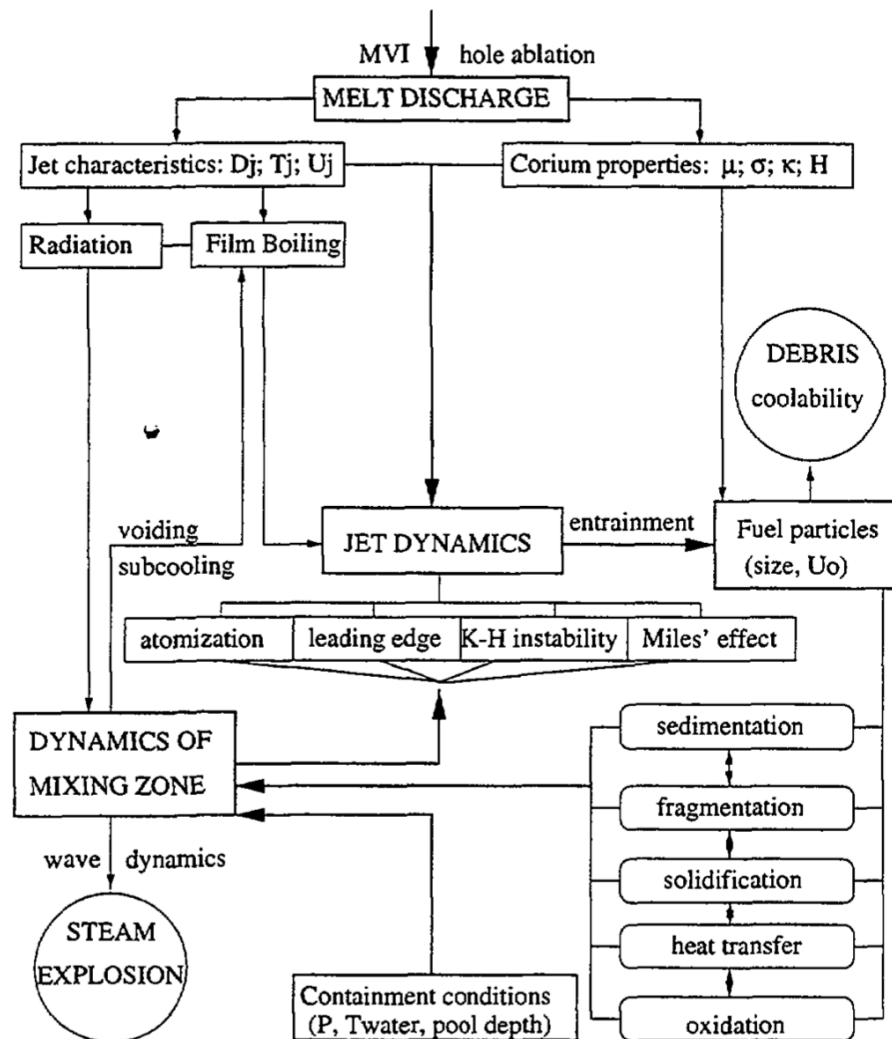 MVI hole ablation
MELT DISCHARGE
Jet characteristics: Dj; Tj; Uj
Corium properties: μ; σ; κ; H
Radiation
Film Boiling
DEBRIS
coolability
voiding
subcooling
JET DYNAMICS
entrainment
Fuel particles
(size, Uo)
atomization
leading edge
K-H instability
Miles' effect
DYNAMICS OF
MIXING ZONE
sedimentation
fragmentation
solidification
heat transfer
oxidation
wave dynamics
STEAM
EXPLOSION
Containment conditions
(P, Twater, pool depth)